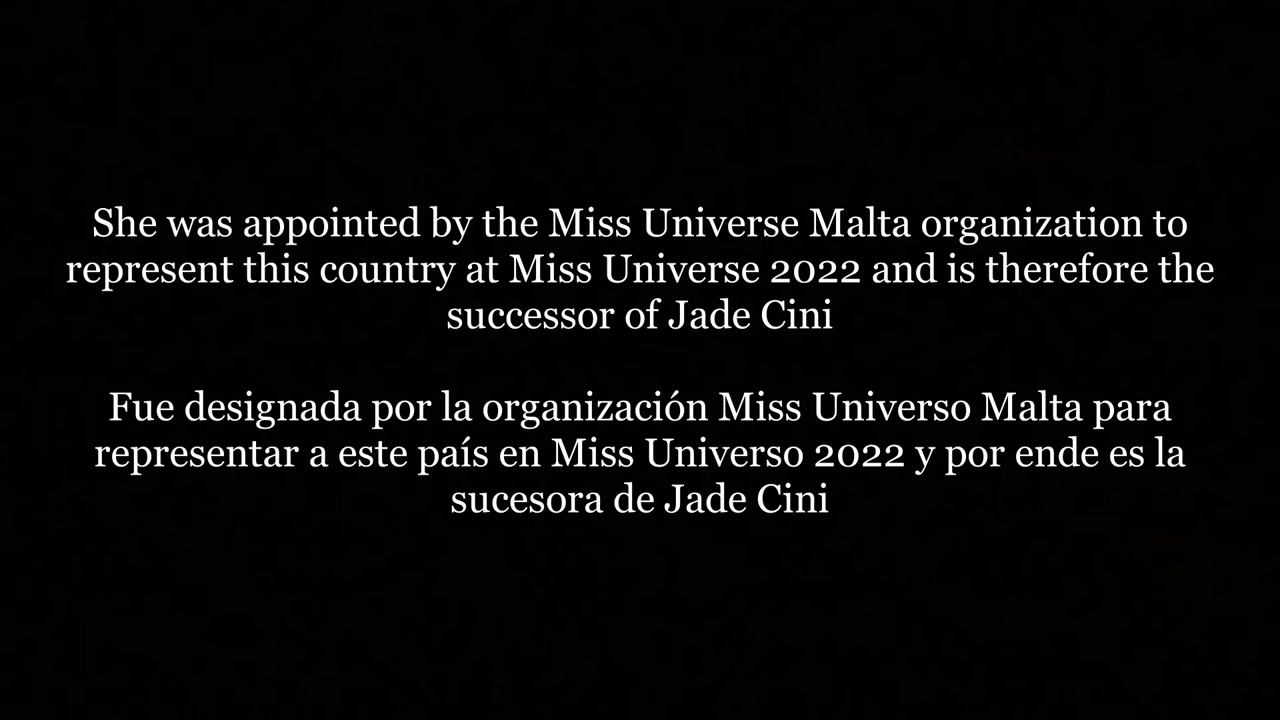 She was appointed by the Miss Universe Malta organization to
represent this country at Miss Universe 2022 and is therefore the
successor of Jade Cini
Fue designada por la organización Miss Universo Malta para
representar a este país en Miss Universo 2022 y por ende es la
sucesora de Jade Cini